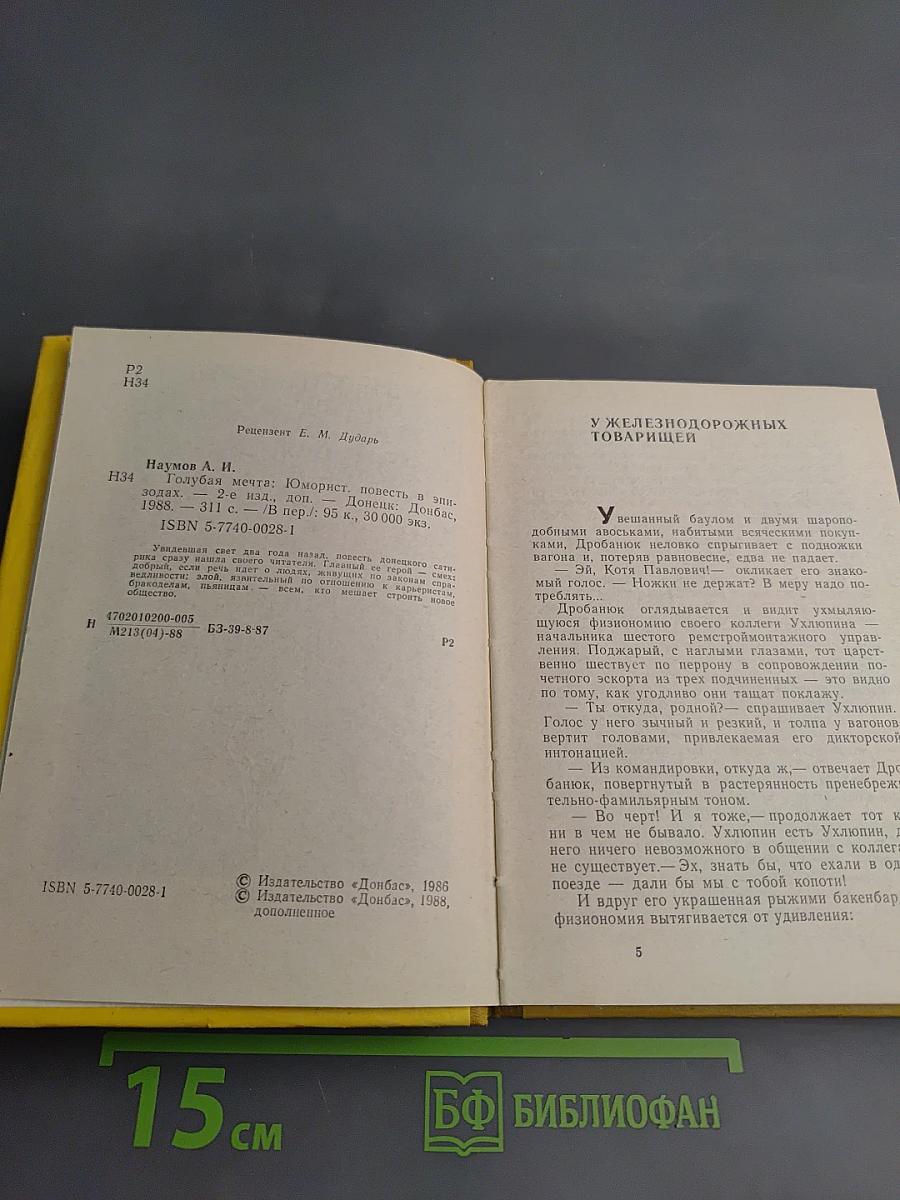 Р2
Н34
Рецензент Е. М. Дударь
Наумов А. И.
Н34 Голубая мечта: Юморист. повесть в эпи-
зодах. — 2-е изд., доп. — Донецк: Донбас,
1988. — 311 с. — /В пер./: 95 к., 30 000 экз.
ISBN 5-7740-0028-1
Увидевшая свет два года назад, повесть донецкого сати-
рика сразу нашла своего читателя. Главный ее герой — смех:
добрый, если речь идет о людях, живущих по законам спра-
ведливости; злой, язвительный по отношению к карьеристам,
бракоделам, пьяницам — всем, кто мешает строить новое
общество.
Н 4702010200-005
М213(04)-88 БЗ-39-8-87
Р2
ISBN 5-7740-0028-1
© Издательство «Донбас», 1986
© Издательство «Донбас», 1988,
дополненное
У ЖЕЛЕЗНОДОРОЖНЫХ
ТОВАРИЩЕЙ
Увешанный баулом и двумя шаропо-
добными авоськами, набитыми всяческими покуп-
ками, Дробанюк неловко спрыгивает с подножки
вагона и, потеряв равновесие, едва не падает.
— Эй, Котя Павлович!— окликает его знако-
мый голос. — Ножки не держат? В меру надо по-
треблять...
Дробанюк оглядывается и видит ухмыляю-
щуюся физиономию своего коллеги Ухлюпина —
начальника шестого ремстроймонтажного управ-
ления. Поджарый, с наглыми глазами, тот царст-
венно шествует по перрону в сопровождении по-
четного эскорта из трех подчиненных — это видно
по тому, как угодливо они тащат поклажу.
— Ты откуда, родной?— спрашивает Ухлюпин.
Голос у него зычный и резкий, и толпа у вагонов
вертит головами, привлекаемая его дикторской
интонацией.
— Из командировки, откуда ж,— отвечает Дро
банюк, повергнутый в растерянность пренебреж
тельно-фамильярным тоном.
— Во черт! И я тоже,— продолжает тот к
ни в чем не бывало. Ухлюпин есть Ухлюпин, д
него ничего невозможного в общении с коллега
не существует.— Эх, знать бы, что ехали в од
поезде — дали бы мы с тобой копоти!
И вдруг его украшенная рыжими бакенбар
физиономия вытягивается от удивления:
5
15 см
БФ БИБЛИОФАН